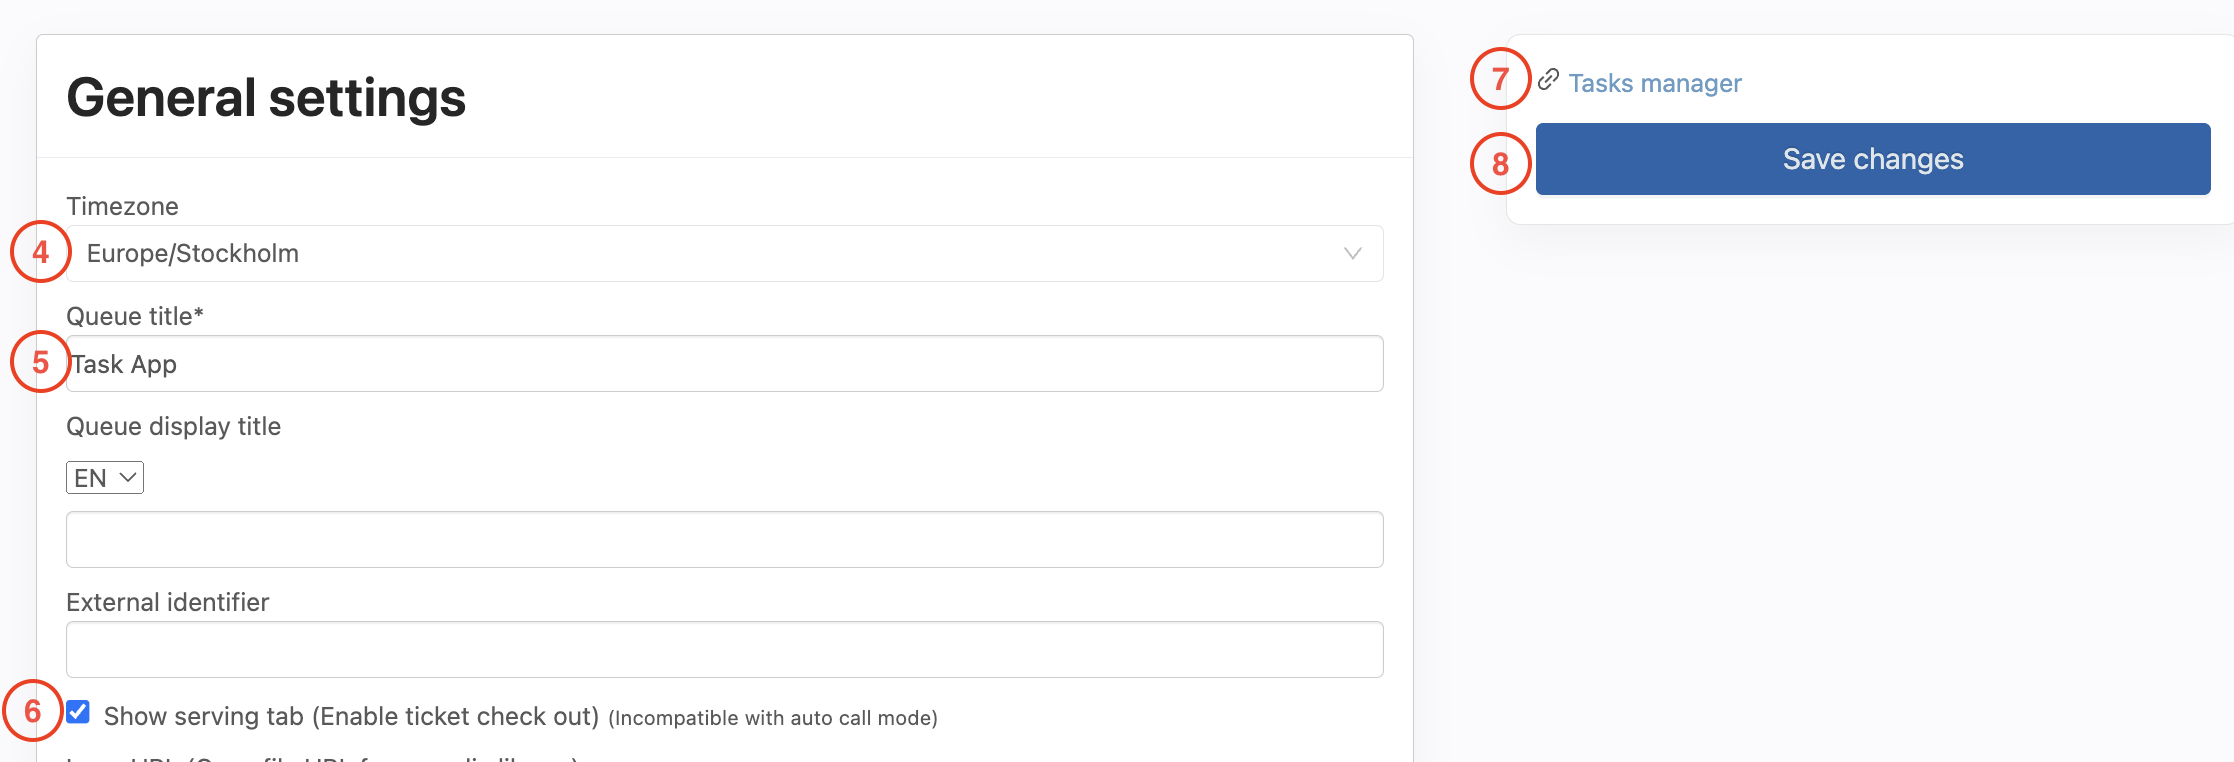 General settings
Timezone
4 Europe/Stockholm
Queue title*
5 Task App
Queue display title
EN
External identifier
6 Show serving tab (Enable ticket check out) (Incompatible with auto call mode)
7 Tasks manager
8 Save changes